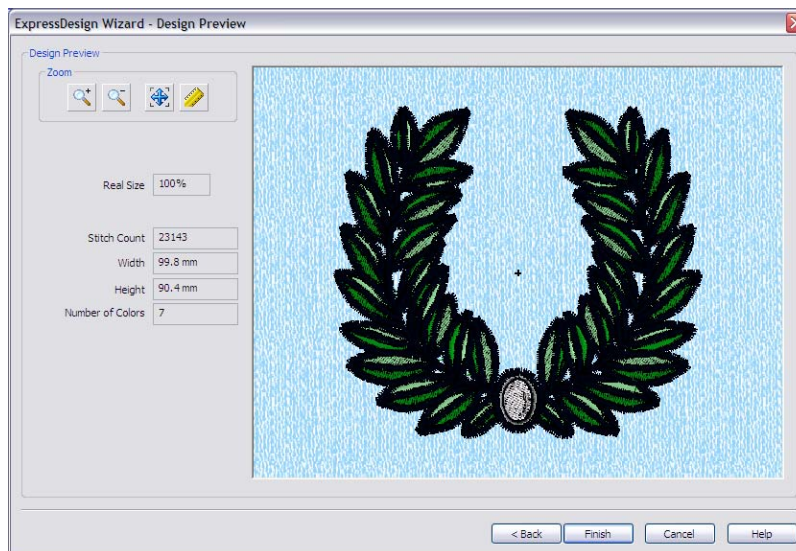 ExpressDesign Wizard - Design Preview
Design Preview
Zoom
Real Size 100%
Stitch Count 23143
Width 99.8 mm
Height 90.4 mm
Number of Colors 7
< Back Finish Cancel Help